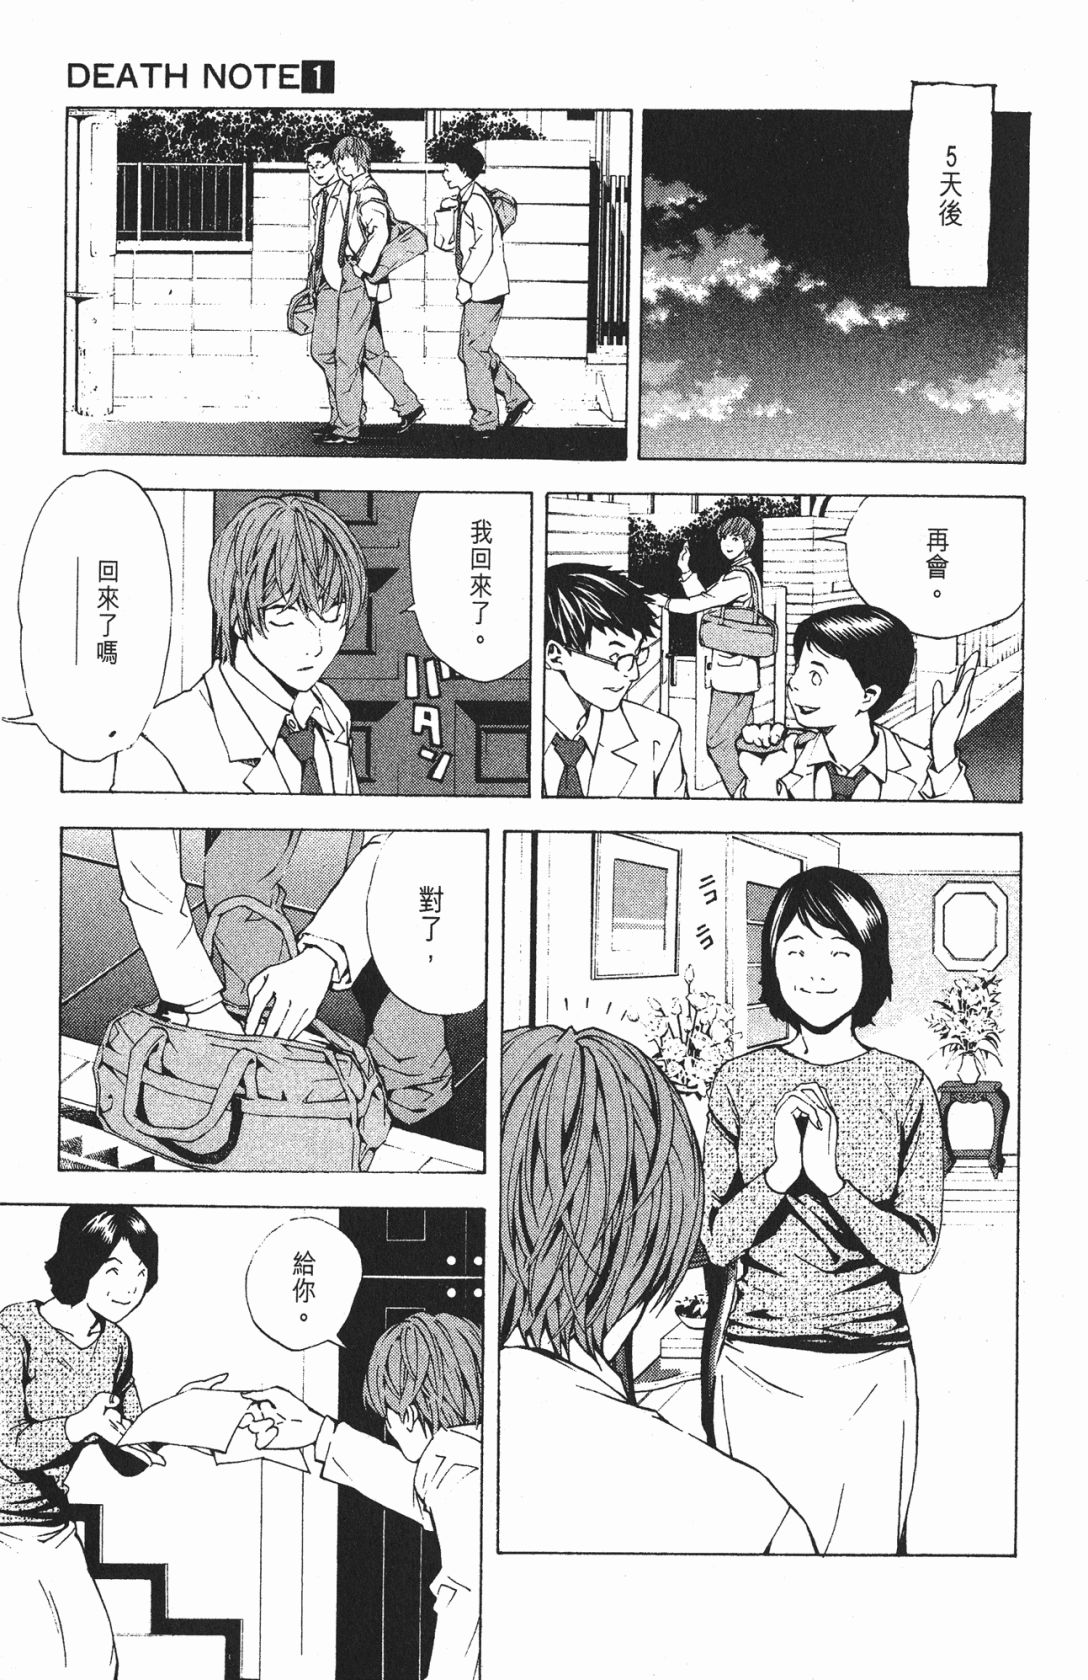 DEATH NOTE 1
5天後
再會。
我回來了。
バタン
回來了嗎
——。
ニコ
ニコ
對了，
給你。